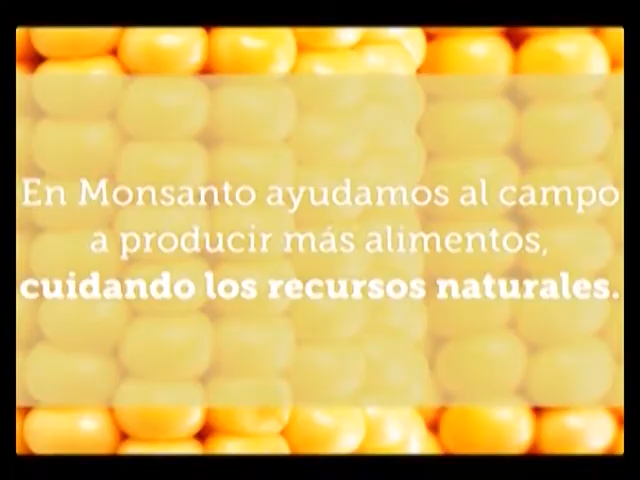 En Monsanto ayudamos al campo
a producir más alimentos,
cuidando los recursos naturales.